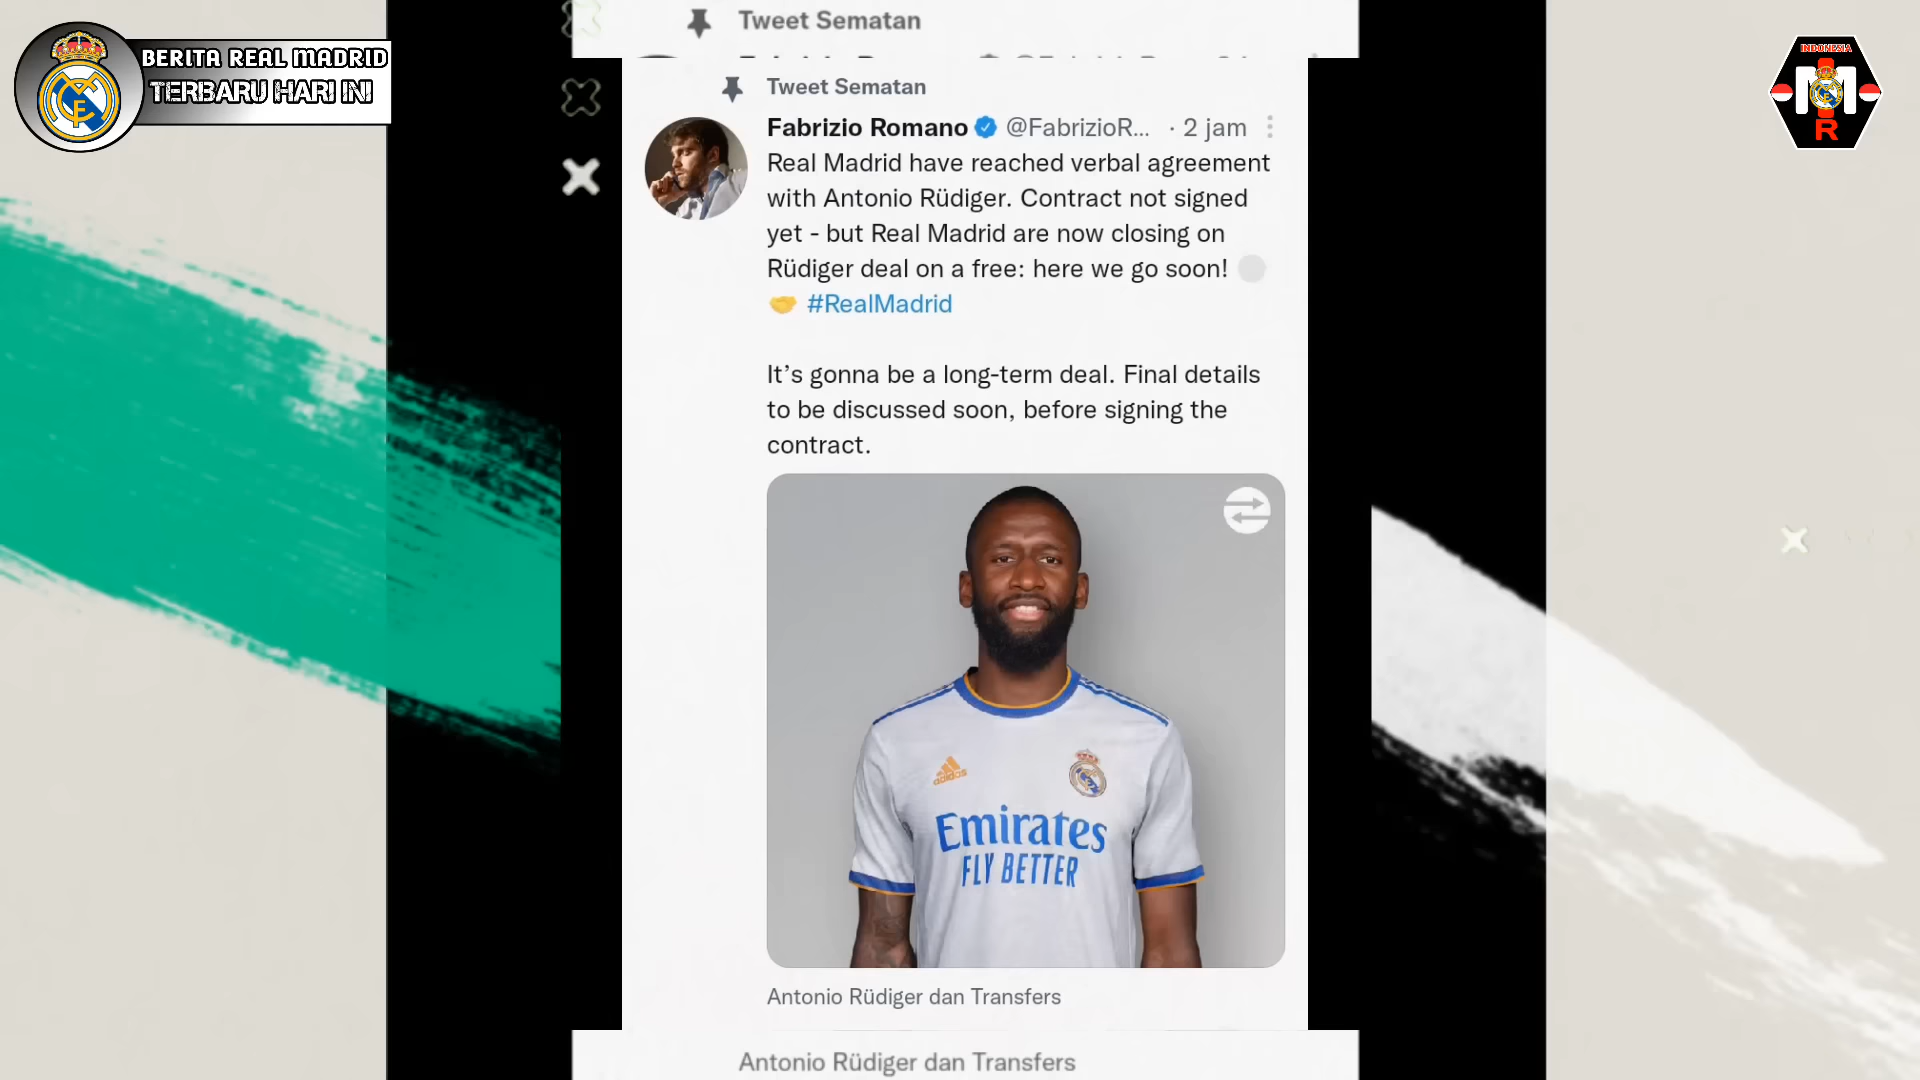 Tweet Sematan
BERITA REAL MADRID
TERBARU HARI INI
INDONESIA
M
R
Tweet Sematan
Fabrizio Romano @FabrizioR... · 2 jam
Real Madrid have reached verbal agreement
with Antonio Rüdiger. Contract not signed
yet - but Real Madrid are now closing on
Rüdiger deal on a free: here we go soon! ⚪
🤝 #RealMadrid
It’s gonna be a long-term deal. Final details
to be discussed soon, before signing the
contract.
adidas
Emirates
FLY BETTER
Antonio Rüdiger dan Transfers
Antonio Rüdiger dan Transfers